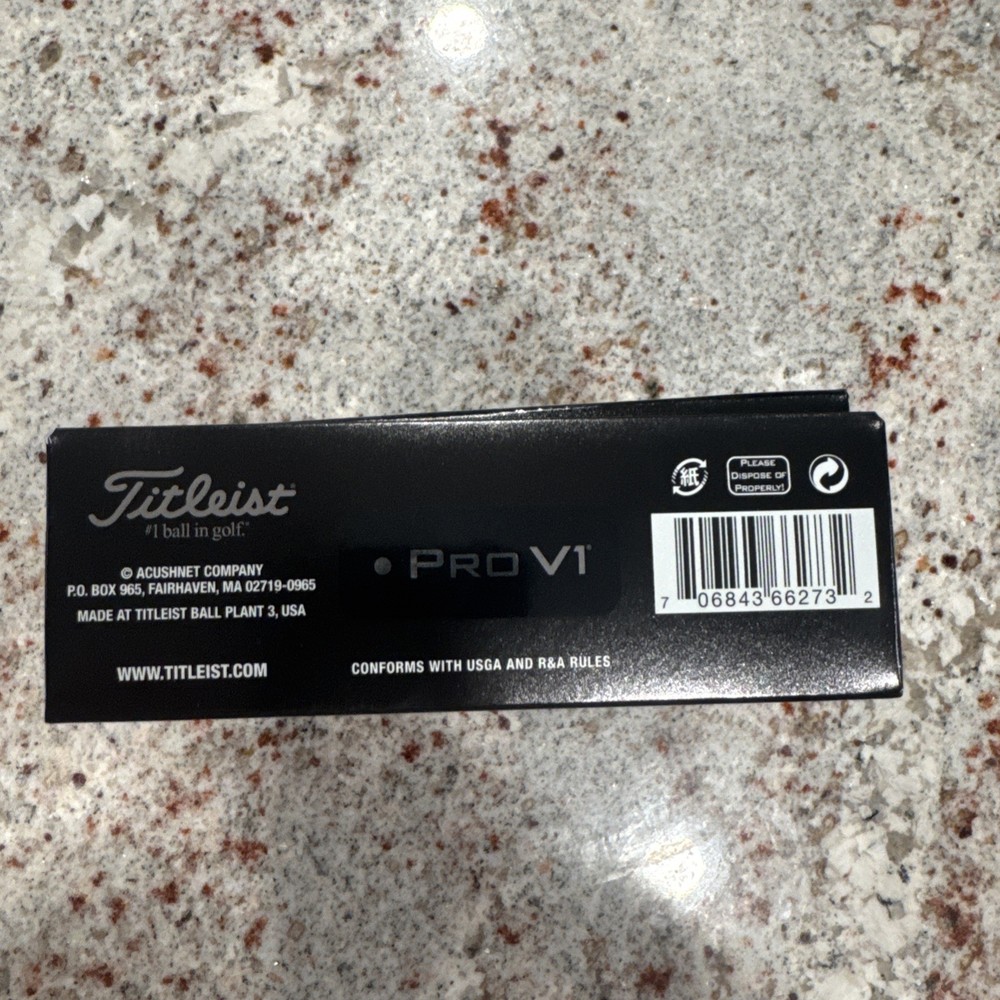 Titleist®
#1 ball in golf.®
© ACUSHNET COMPANY
P.O. BOX 965, FAIRHAVEN, MA 02719-0965
MADE AT TITLEIST BALL PLANT 3, USA
WWW.TITLEIST.COM
• PRO V1®
CONFORMS WITH USGA AND R&A RULES
紙
PLEASE
DISPOSE OF
PROPERLY!
7 06843 66273 2